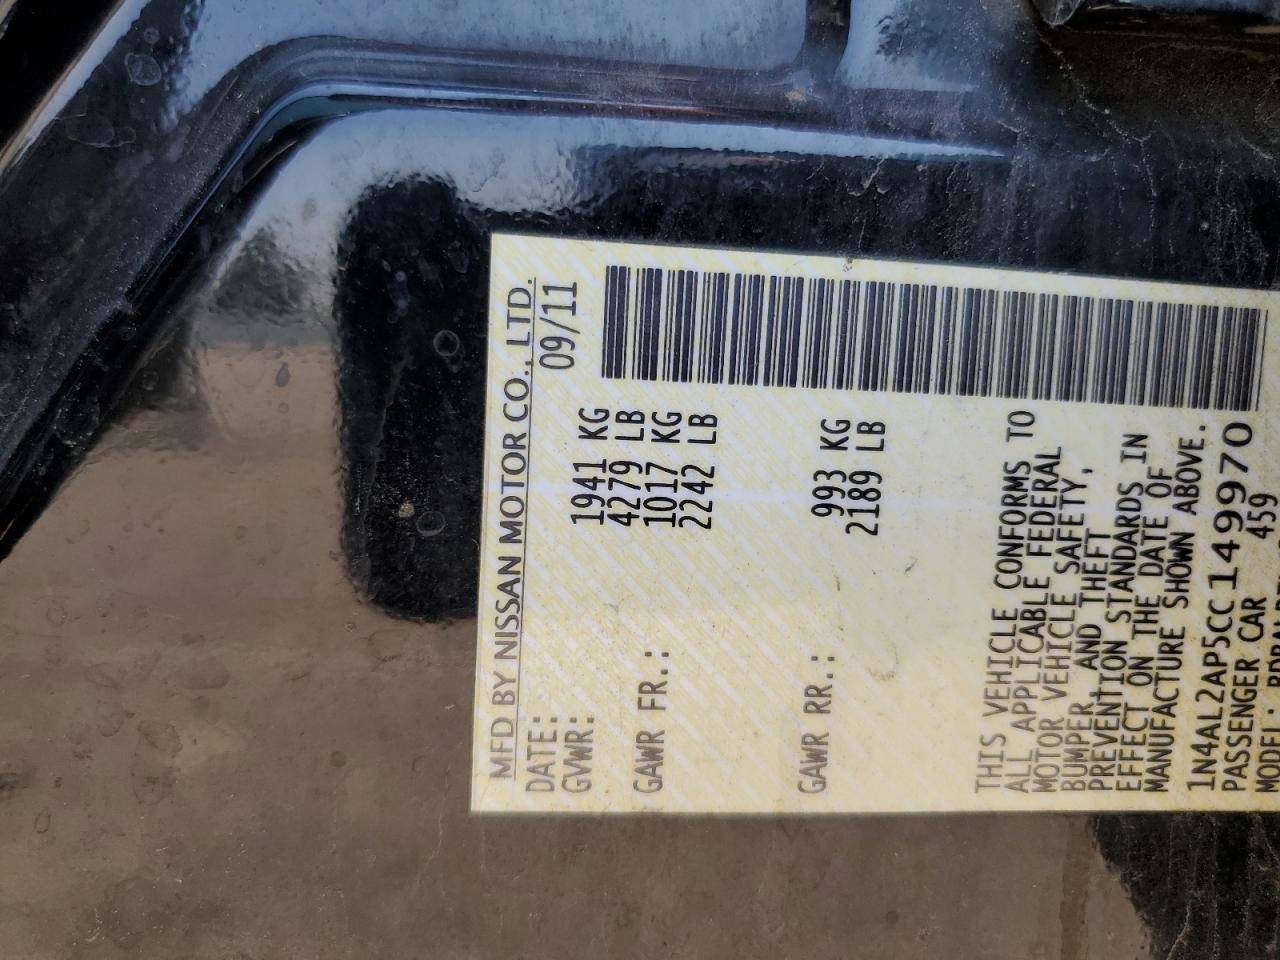 MFD BY NISSAN MOTOR CO., LTD.
DATE: 09/11
GVWR: 1941 KG
4279 LB
GAWR FR.: 1017 KG
2242 LB
GAWR RR.: 993 KG
2189 LB
THIS VEHICLE CONFORMS TO
ALL APPLICABLE FEDERAL
MOTOR VEHICLE SAFETY,
BUMPER AND THEFT
PREVENTION STANDARDS IN
EFFECT ON THE DATE OF
MANUFACTURE SHOWN ABOVE.
1N4AL2AP5CC149970
PASSENGER CAR 459
MODEL: